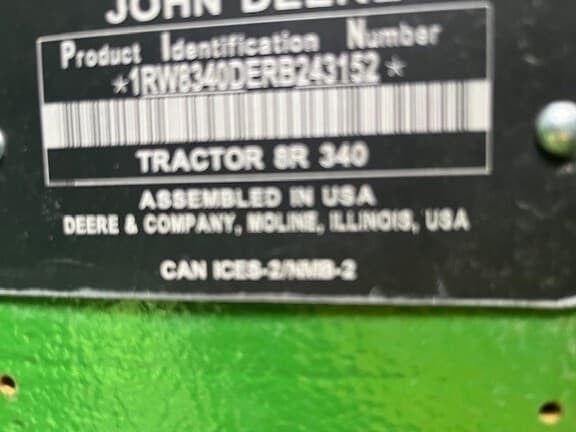 JOHN DEERE
Product Identification Number
*1RW8340DERB243152*
TRACTOR 8R 340
ASSEMBLED IN USA
DEERE & COMPANY, MOLINE, ILLINOIS, USA
CAN ICES-2/NMB-2